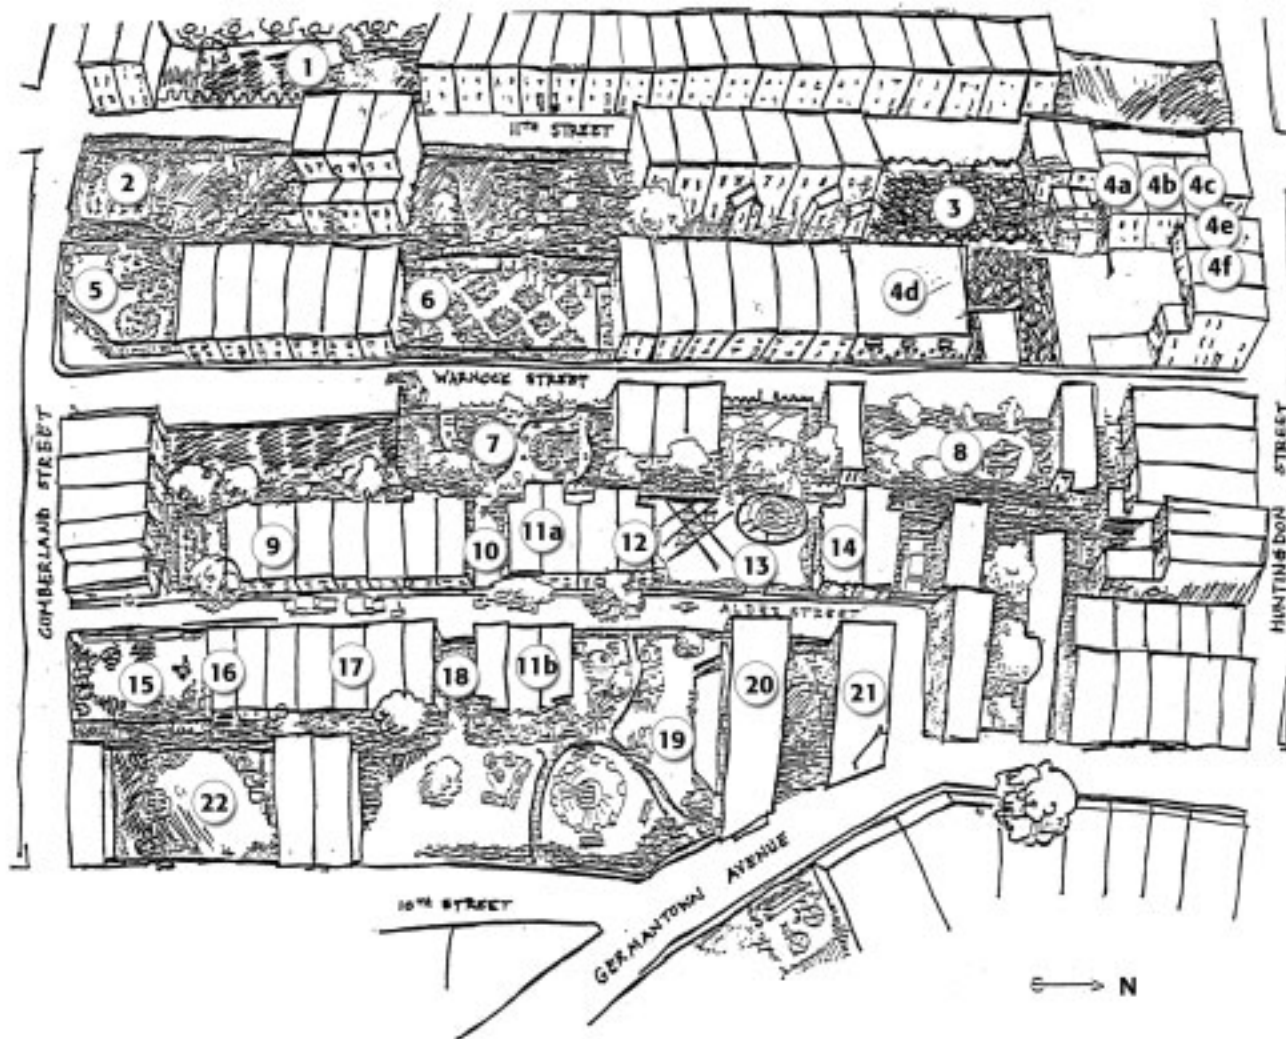 1
11TH STREET
2
3
4a 4b 4c
4e
4f
5
6
4d
WARNOCK STREET
CUMBERLAND STREET
HUNTINGDON STREET
7
8
9
10
11a
12
13
14
ALDER STREET
15
16
17
18
11b
19
20
21
22
10TH STREET
GERMANTOWN AVENUE
N